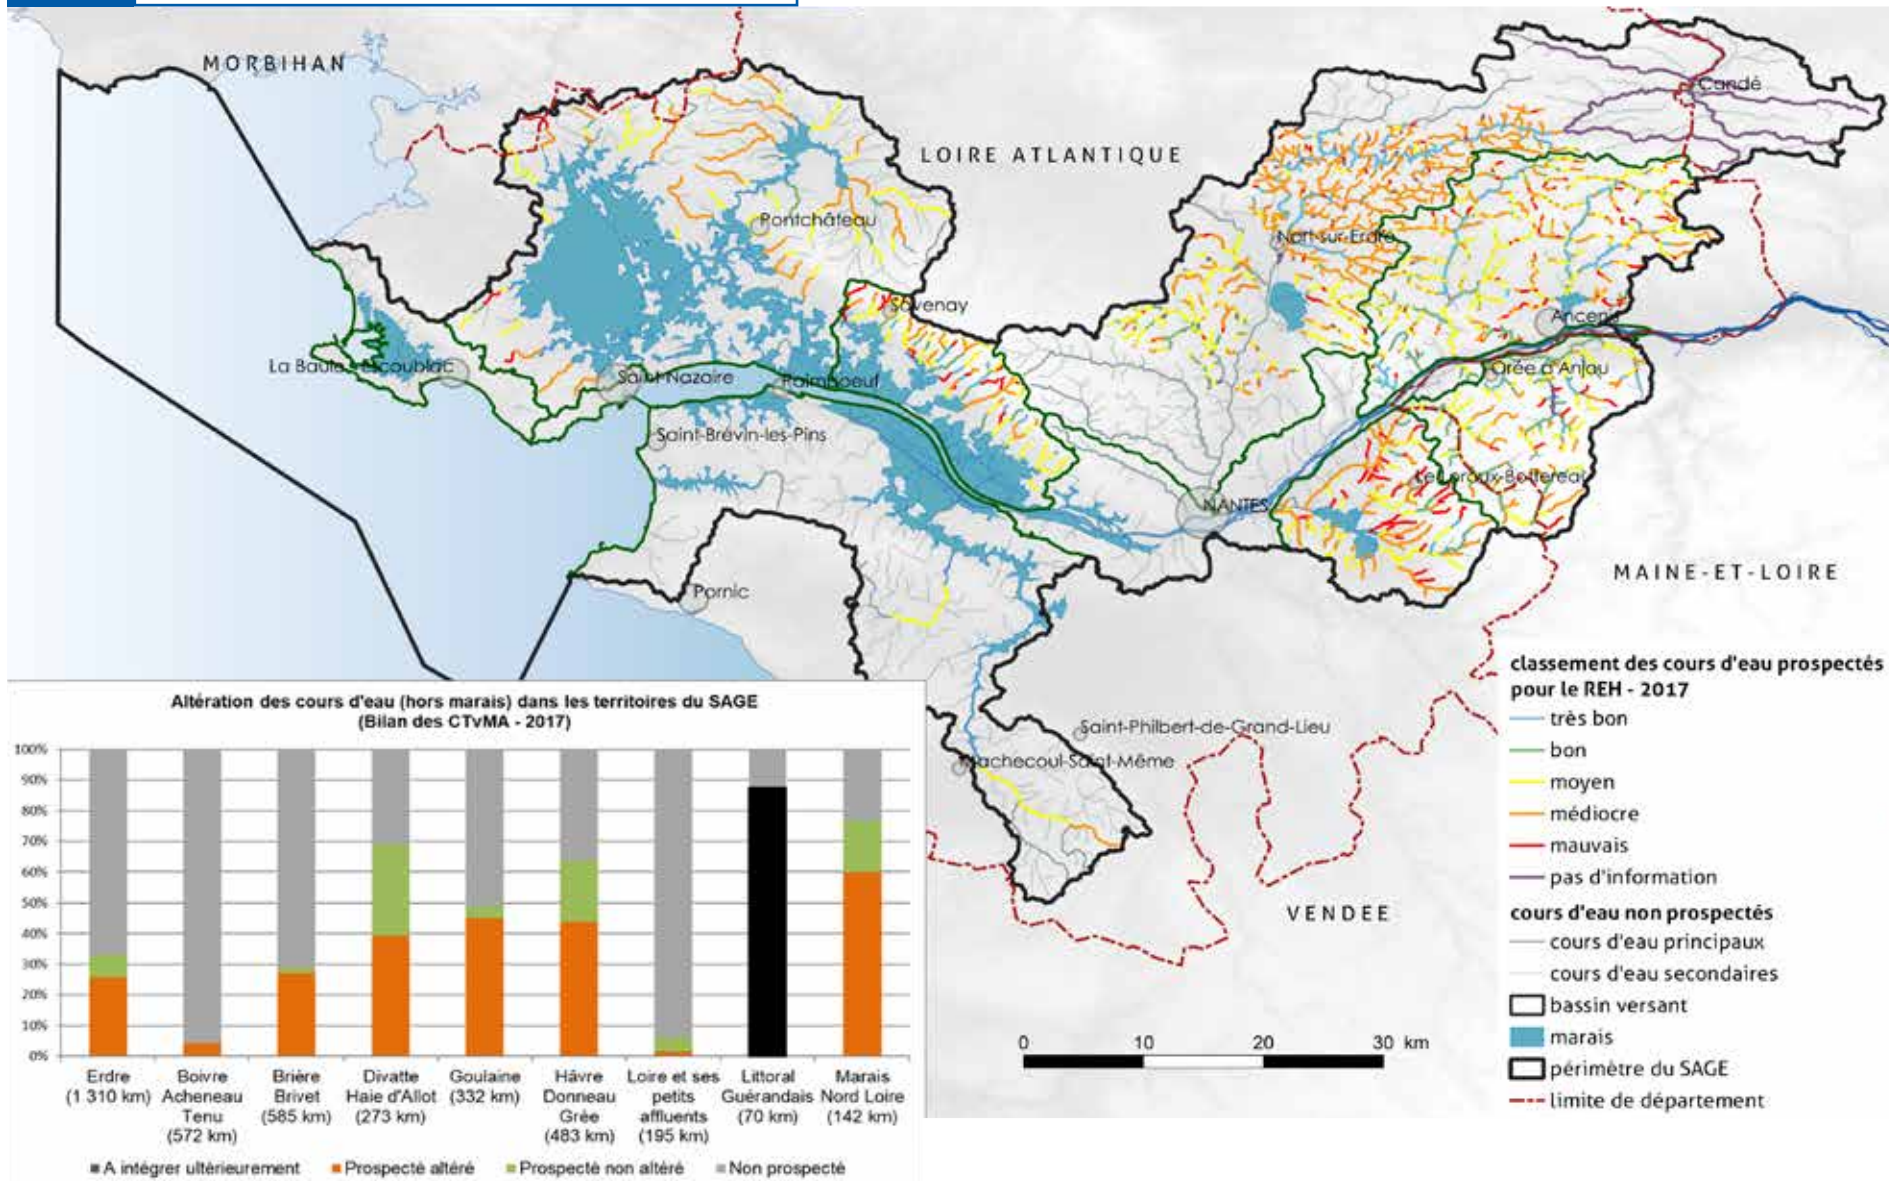 MORBIHAN
LOIRE ATLANTIQUE
Candé
Pontchâteau
Nort-sur-Erdre
Savenay
Ancenis
La Baule-Escoublac
Saint-Nazaire
Paimboeuf
Orée d'Anjou
Saint-Brévin-les-Pins
Le Loroux-Bottereau
NANTES
Pornic
MAINE-ET-LOIRE
Saint-Philbert-de-Grand-Lieu
Machecoul-Saint-Même
VENDEE
classement des cours d'eau prospectés
pour le REH - 2017
très bon
bon
moyen
médiocre
mauvais
pas d'information
cours d'eau non prospectés
cours d'eau principaux
cours d'eau secondaires
bassin versant
marais
périmètre du SAGE
limite de département
0 10 20 30 km
Altération des cours d'eau (hors marais) dans les territoires du SAGE
(Bilan des CTvMA - 2017)
100%
90%
80%
70%
60%
50%
40%
30%
20%
10%
0%
Erdre
(1 310 km)
Boivre
Acheneau
Tenu
(572 km)
Brière
Brivet
(585 km)
Divatte
Haie d'Allot
(273 km)
Goulaine
(332 km)
Hâvre
Donneau
Grée
(483 km)
Loire et ses
petits
affluents
(195 km)
Littoral
Guérandais
(70 km)
Marais
Nord Loire
(142 km)
A intégrer ultérieurement
Prospecté altéré
Prospecté non altéré
Non prospecté